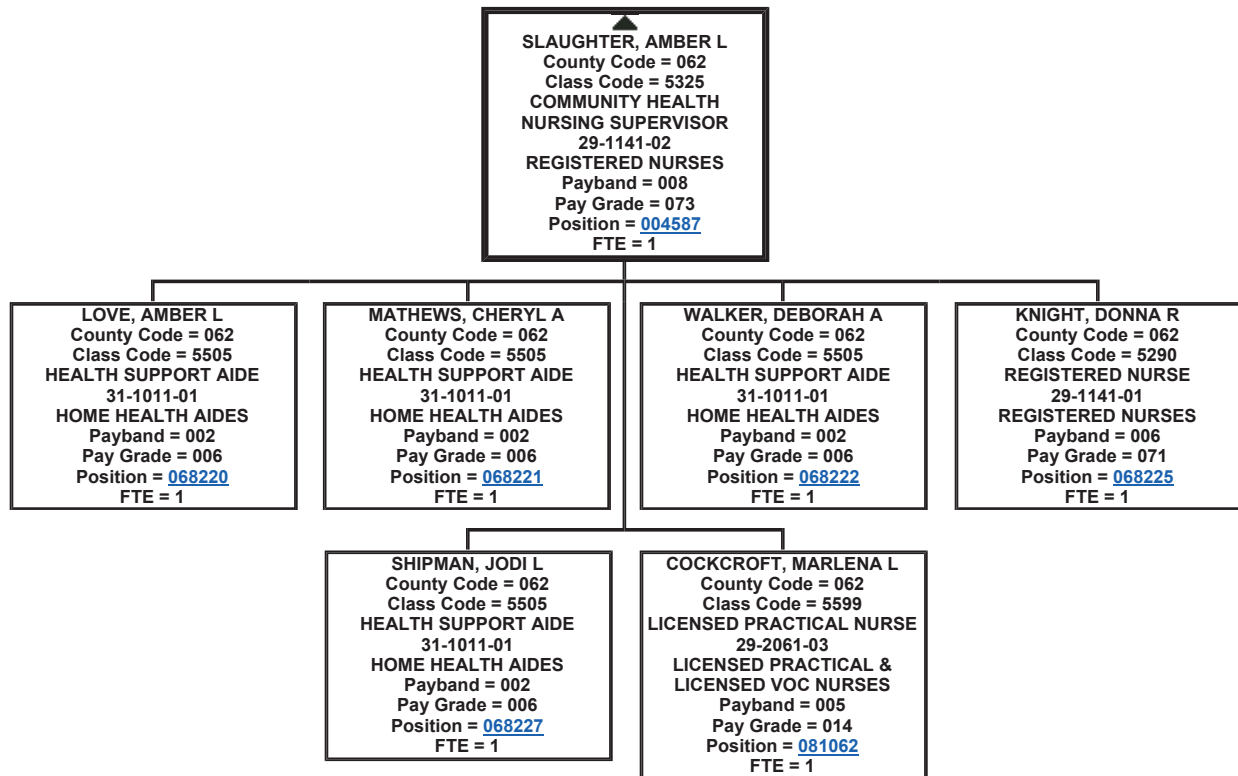 SLAUGHTER, AMBER L
County Code = 062
Class Code = 5325
COMMUNITY HEALTH
NURSING SUPERVISOR
29-1141-02
REGISTERED NURSES
Payband = 008
Pay Grade = 073
Position = 004587
FTE = 1
LOVE, AMBER L
County Code = 062
Class Code = 5505
HEALTH SUPPORT AIDE
31-1011-01
HOME HEALTH AIDES
Payband = 002
Pay Grade = 006
Position = 068220
FTE = 1
MATHEWS, CHERYL A
County Code = 062
Class Code = 5505
HEALTH SUPPORT AIDE
31-1011-01
HOME HEALTH AIDES
Payband = 002
Pay Grade = 006
Position = 068221
FTE = 1
WALKER, DEBORAH A
County Code = 062
Class Code = 5505
HEALTH SUPPORT AIDE
31-1011-01
HOME HEALTH AIDES
Payband = 002
Pay Grade = 006
Position = 068222
FTE = 1
KNIGHT, DONNA R
County Code = 062
Class Code = 5290
REGISTERED NURSE
29-1141-01
REGISTERED NURSES
Payband = 006
Pay Grade = 071
Position = 068225
FTE = 1
SHIPMAN, JODI L
County Code = 062
Class Code = 5505
HEALTH SUPPORT AIDE
31-1011-01
HOME HEALTH AIDES
Payband = 002
Pay Grade = 006
Position = 068227
FTE = 1
COCKCROFT, MARLENA L
County Code = 062
Class Code = 5599
LICENSED PRACTICAL NURSE
29-2061-03
LICENSED PRACTICAL &
LICENSED VOC NURSES
Payband = 005
Pay Grade = 014
Position = 081062
FTE = 1